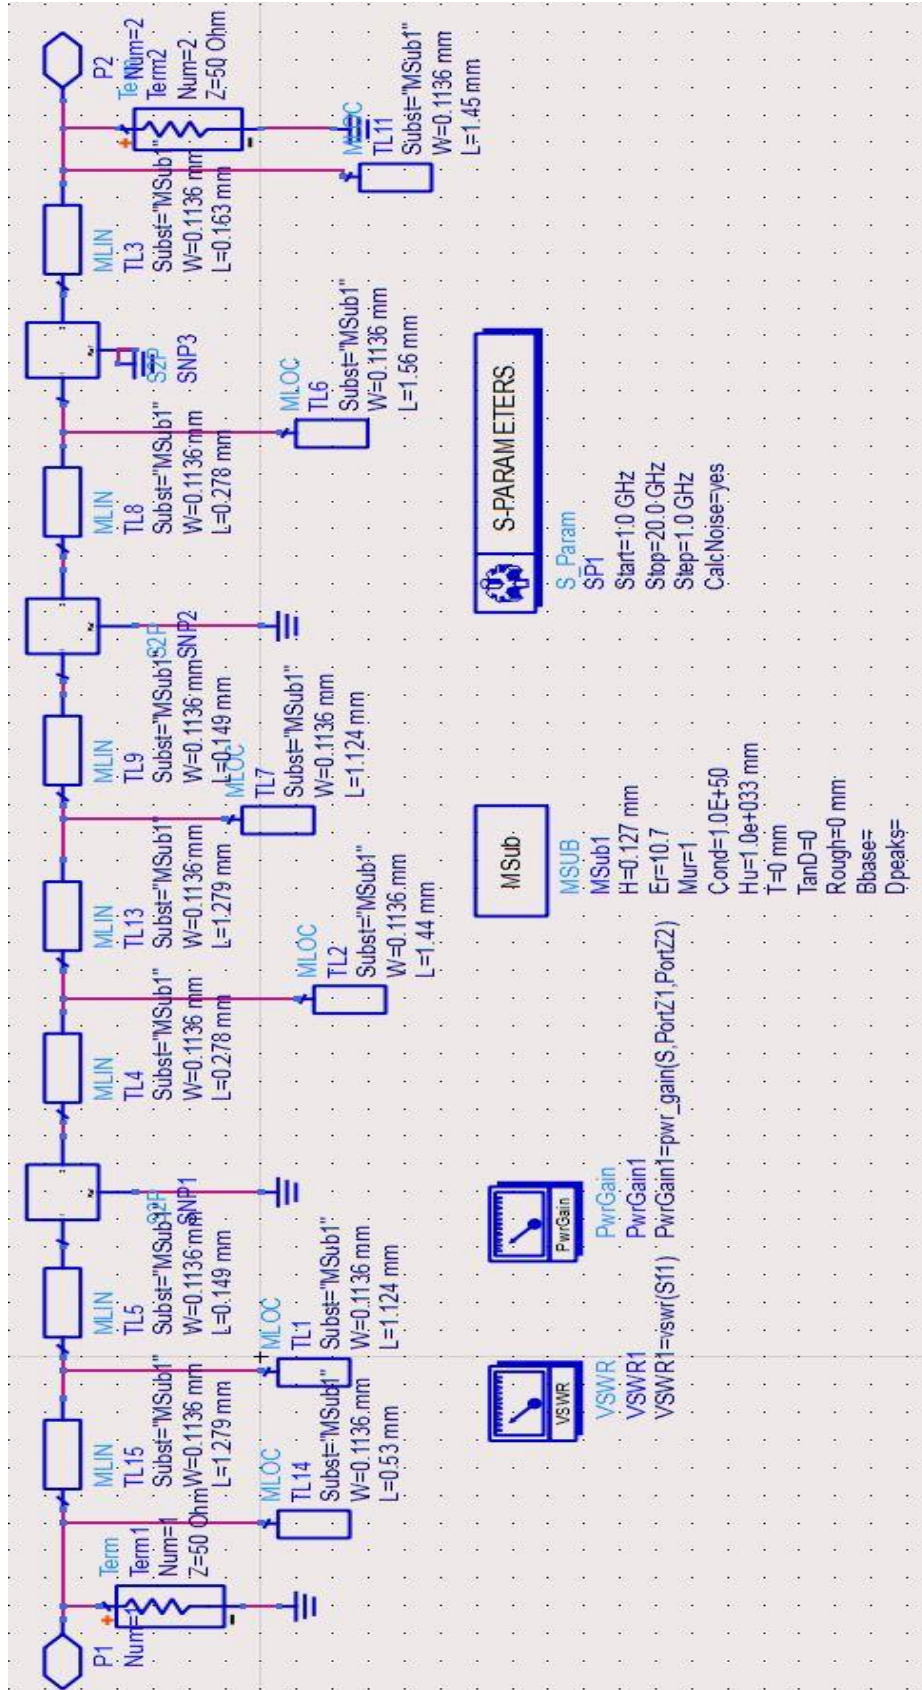 P1
Num=1
Term
Term1
Num=1
Z=50 Ohm
MLOC
TL14
Subst="MSub1"
W=0.1136 mm
L=0.53 mm
MLIN
TL15
Subst="MSub1"
W=0.1136 mm
L=1.279 mm
MLOC
TL1
Subst="MSub1"
W=0.1136 mm
L=1.124 mm
MLIN
TL5
Subst="MSub1"
W=0.1136 mm
L=0.149 mm
S2P
SNP1
Ref
MLIN
TL4
Subst="MSub1"
W=0.1136 mm
L=0.278 mm
MLOC
TL2
Subst="MSub1"
W=0.1136 mm
L=1.44 mm
MLIN
TL13
Subst="MSub1"
W=0.1136 mm
L=1.279 mm
MLOC
TL7
Subst="MSub1"
W=0.1136 mm
L=1.124 mm
MLIN
TL9
Subst="MSub1"
W=0.1136 mm
L=0.149 mm
S2P
SNP2
Ref
MLIN
TL8
Subst="MSub1"
W=0.1136 mm
L=0.278 mm
MLOC
TL6
Subst="MSub1"
W=0.1136 mm
L=1.56 mm
S2P
SNP3
Ref
MLIN
TL3
Subst="MSub1"
W=0.1136 mm
L=0.163 mm
MLOC
TL11
Subst="MSub1"
W=0.1136 mm
L=1.45 mm
Term
Term2
Num=2
Z=50 Ohm
P2
Num=2
VSWR
VSWR
VSWR1
VSWR1=vswr(S11)
PwrGain
PwrGain
PwrGain1
PwrGain1=pwr_gain(S,PortZ1,PortZ2)
MSub
MSUB
MSub1
H=0.127 mm
Er=10.7
Mur=1
Cond=1.0E+50
Hu=1.0e+033 mm
T=0 mm
TanD=0
Rough=0 mm
Bbase=
Dpeaks=
S-PARAMETERS
S_Param
SP1
Start=1.0 GHz
Stop=20.0 GHz
Step=1.0 GHz
CalcNoise=yes